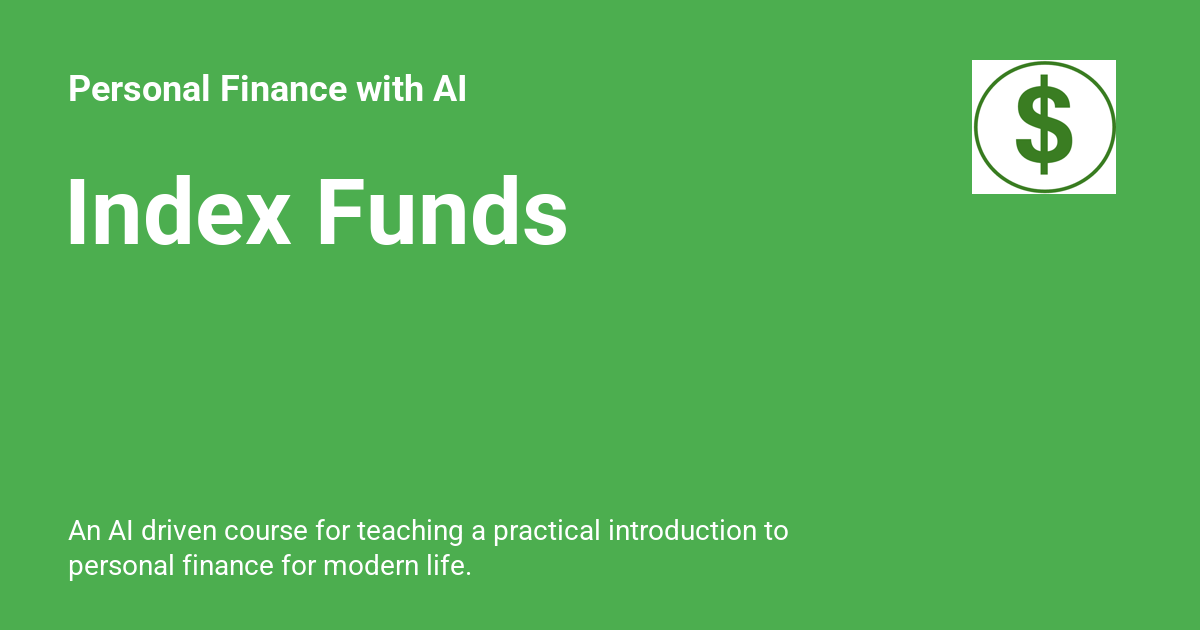 Personal Finance with AI
$
Index Funds
An AI driven course for teaching a practical introduction to
personal finance for modern life.